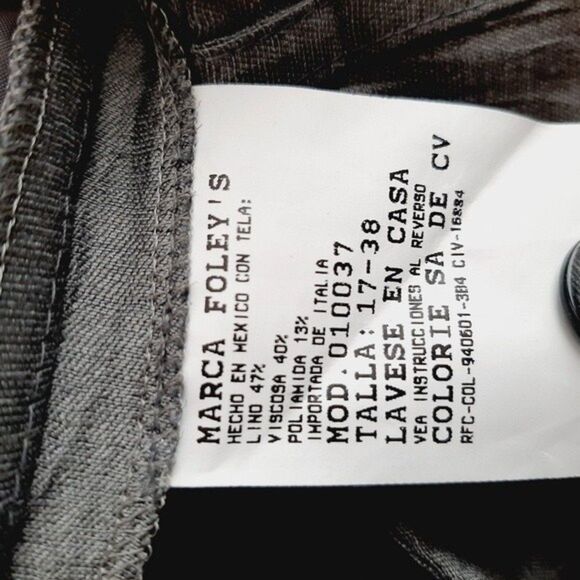 MARCA FOLEY'S
HECHO EN MEXICO CON TELA:
LINO 47%
VISCOSA 40%
POLIAMIDA 13%
IMPORTADA DE ITALIA
MOD.010037
TALLA:17-38
LAVESE EN CASA
VEA INSTRUCCIONES AL REVERSO
COLORIE SA DE CV
RFC-COL-940601-3B4 CIV-16884